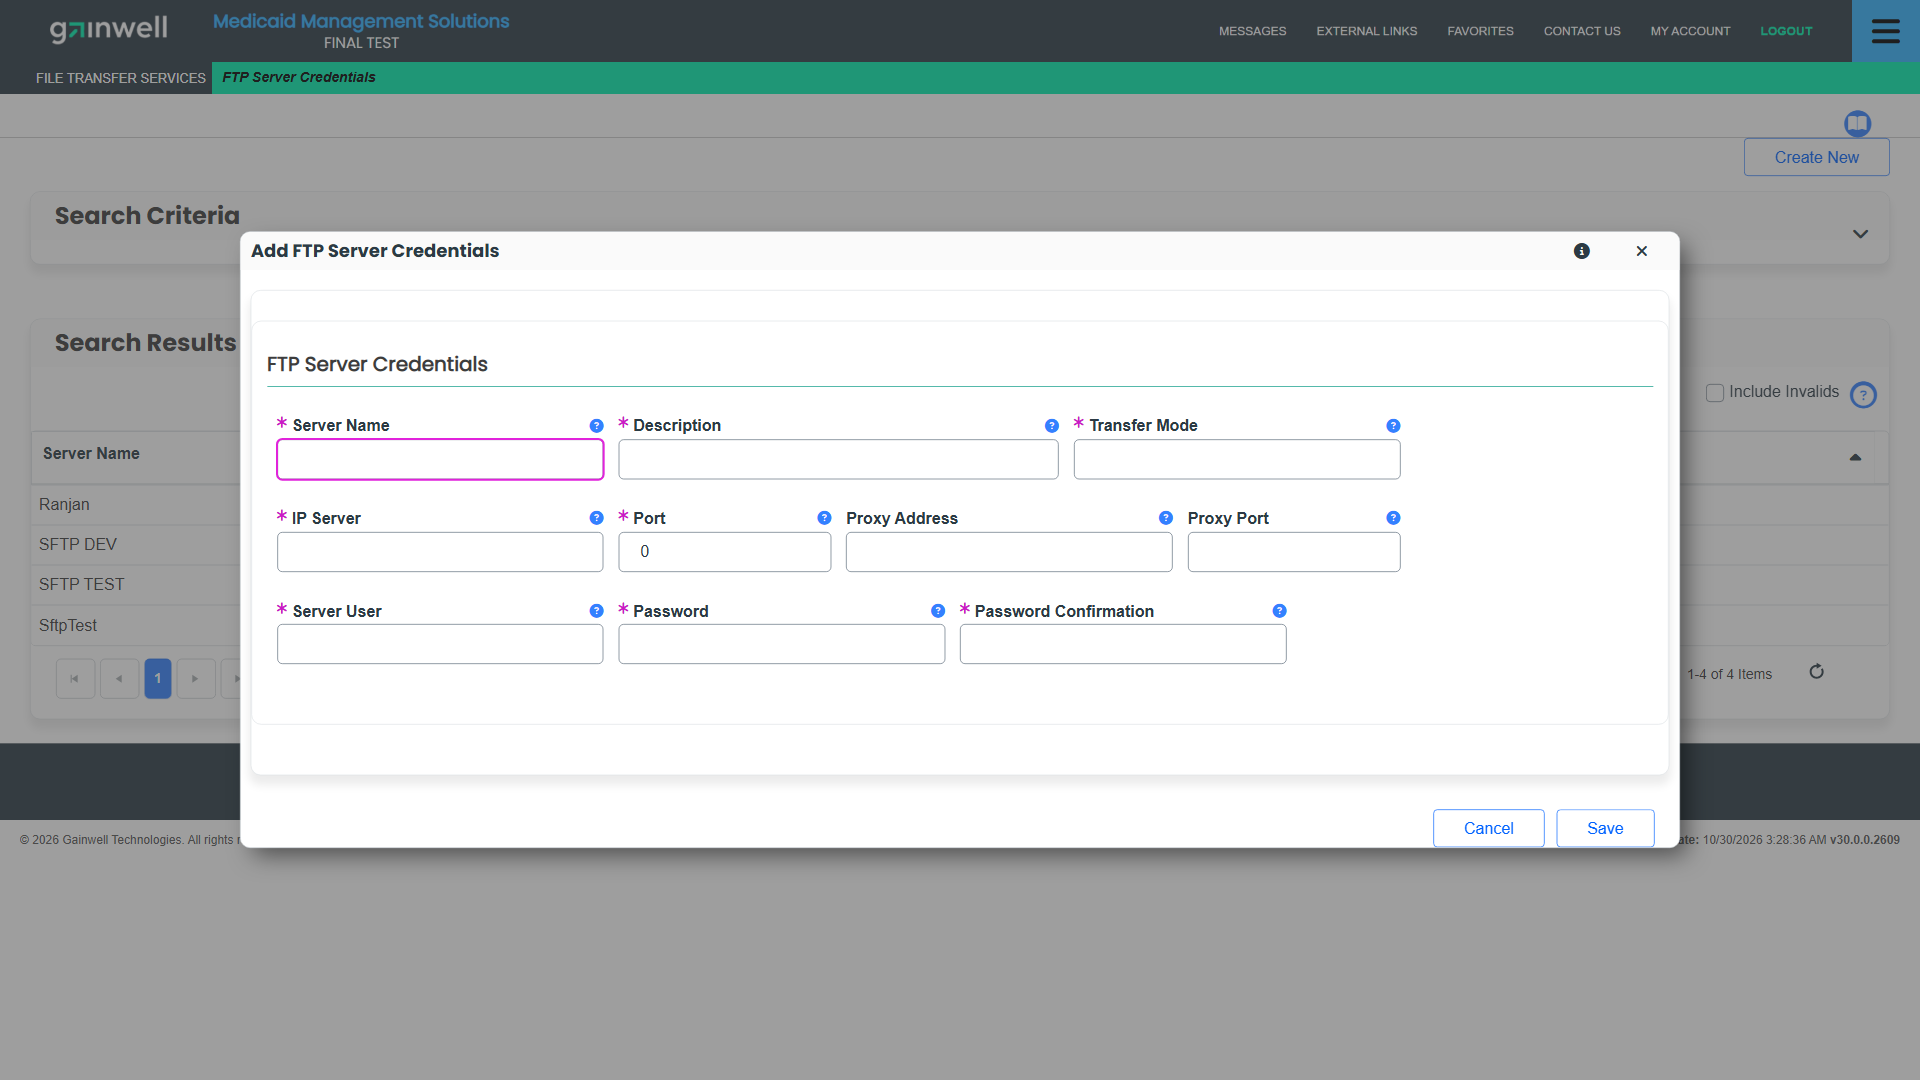 gainwell
Medicaid Management Solutions
FINAL TEST
MESSAGES
EXTERNAL LINKS
FAVORITES
CONTACT US
MY ACCOUNT
LOGOUT
FILE TRANSFER SERVICES
FTP Server Credentials
Create New
Search Criteria
Search Results
Include Invalids
?
Server Name
Ranjan
SFTP DEV
SFTP TEST
SftpTest
1
1-4 of 4 Items
Add FTP Server Credentials
FTP Server Credentials
* Server Name ?
* Description ?
* Transfer Mode ?
* IP Server ?
* Port ?
0
Proxy Address ?
Proxy Port ?
* Server User ?
* Password ?
* Password Confirmation ?
Cancel
Save
© 2026 Gainwell Technologies. All rights
10/30/2026 3:28:36 AM v30.0.0.2609